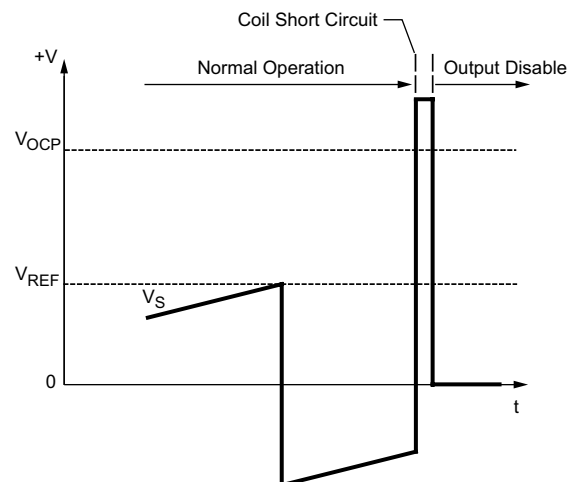 Coil Short Circuit
+V
Normal Operation
Output Disable
VOCP
VREF
VS
0
t